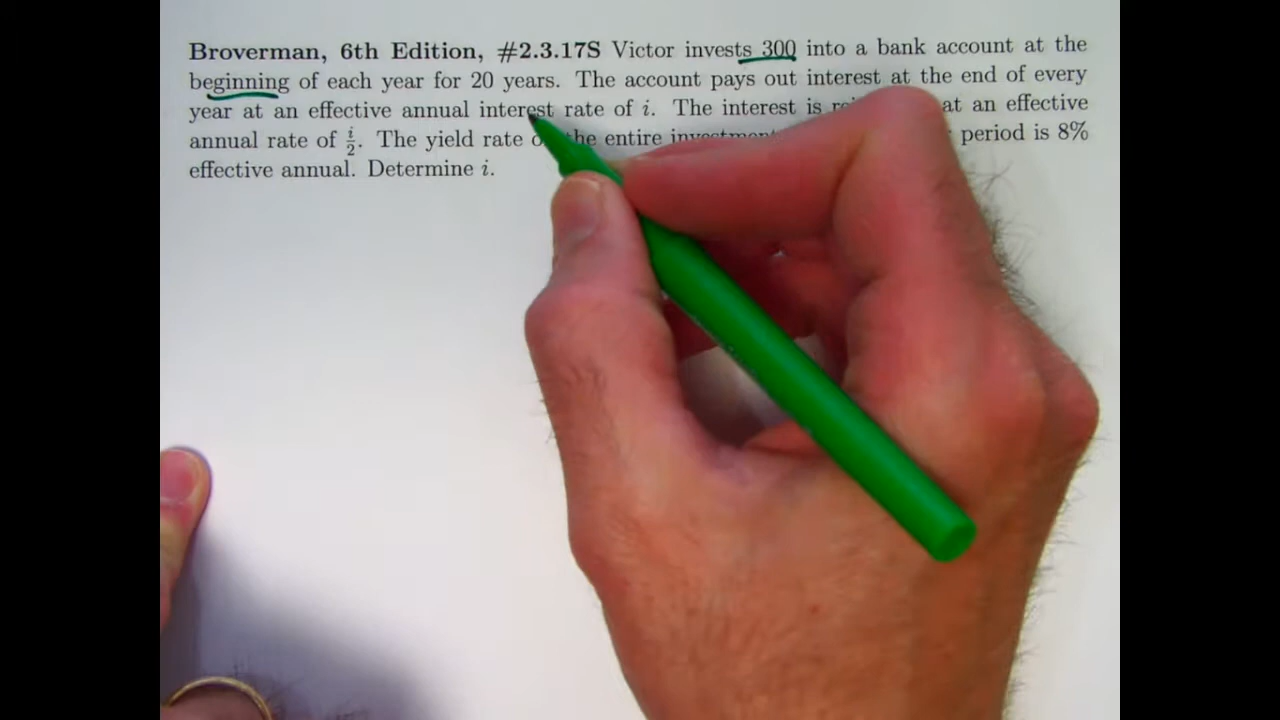 Broverman, 6th Edition, #2.3.17S Victor invests 300 into a bank account at the
beginning of each year for 20 years. The account pays out interest at the end of every
year at an effective annual interest rate of i. The interest is at an effective
annual rate of i/2. The yield rate the entire investment period is 8%
effective annual. Determine i.